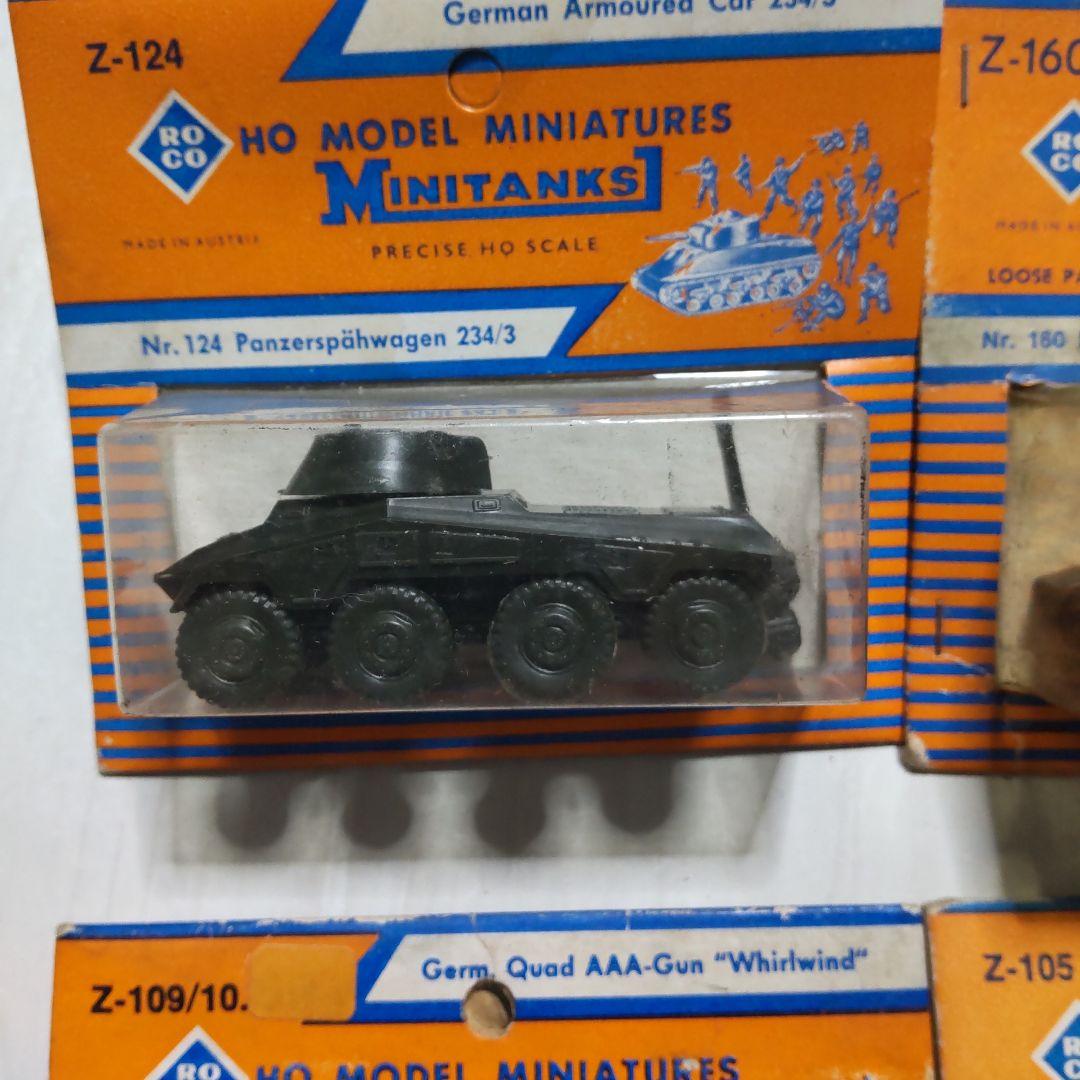 German Armoured Car 234/3
Z-124
RO
CO
HO MODEL MINIATURES
MINITANKS
MADE IN AUSTRIA
PRECISE HO SCALE
Nr. 124 Panzerspähwagen 234/3
Z-160
RO
CO
MADE IN
LOOSE
Nr. 160
Germ. Quad AAA-Gun "Whirlwind"
Z-109/10.
RO
HO MODEL MINIATURES
Z-105